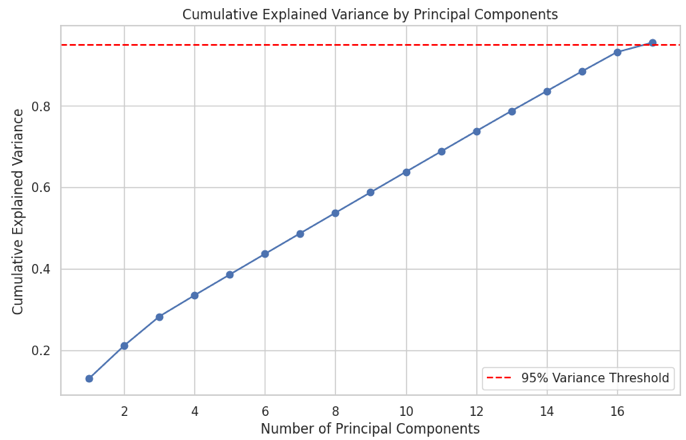 Cumulative Explained Variance by Principal Components
Cumulative Explained Variance
0.8
0.6
0.4
0.2
95% Variance Threshold
2 4 6 8 10 12 14 16
Number of Principal Components